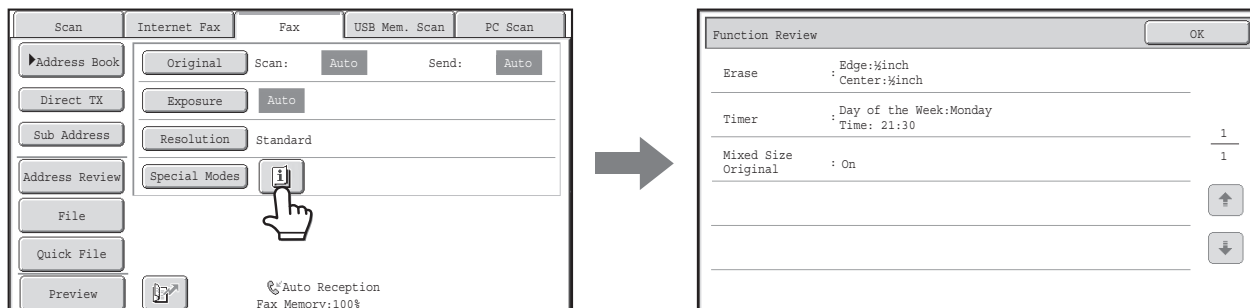 Scan Internet Fax Fax USB Mem. Scan PC Scan
Address Book Original Scan: Auto Send: Auto
Direct TX Exposure Auto
Sub Address Resolution Standard
Address Review Special Modes
File
Quick File
Preview Auto Reception
Fax Memory:100%
Function Review OK
Erase : Edge:½inch
Center:½inch
Timer : Day of the Week:Monday
Time: 21:30
Mixed Size
Original : On
1
1